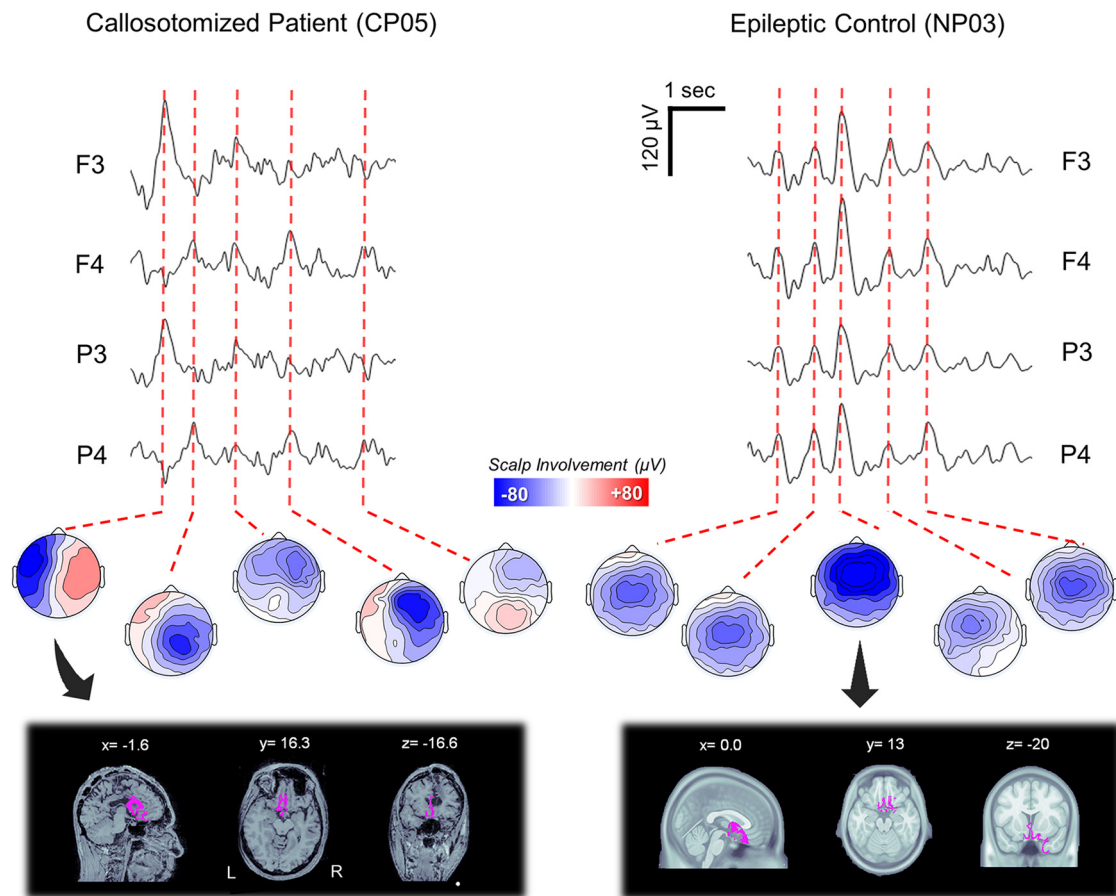 Callosotomized Patient (CP05)
Epileptic Control (NP03)
1 sec
120 µV
F3
F4
P3
P4
F3
F4
P3
P4
Scalp Involvement (µV)
-80
+80
x= -1.6
y= 16.3
z= -16.6
L
R
x= 0.0
y= 13
z= -20